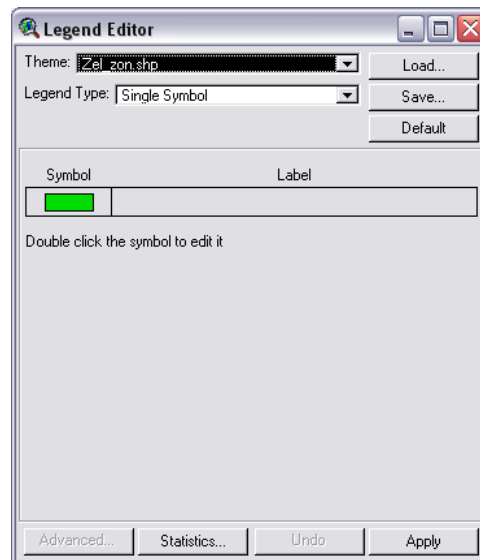 Legend Editor
Theme: Zel_zon.shp
Load...
Legend Type: Single Symbol
Save...
Default
Symbol Label
Double click the symbol to edit it
Advanced... Statistics... Undo Apply